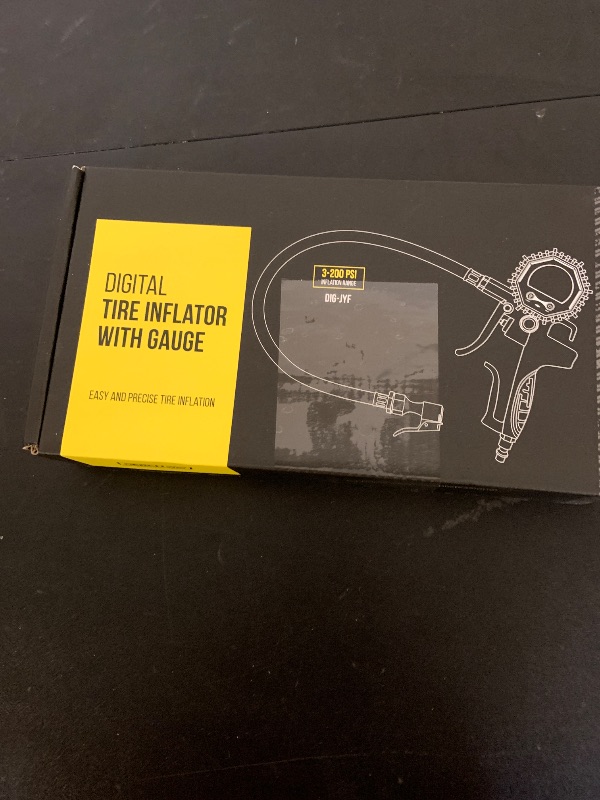 DIGITAL
TIRE INFLATOR
WITH GAUGE
EASY AND PRECISE TIRE INFLATION
3-200 PSI
INFLATION RANGE
DIG-JYF